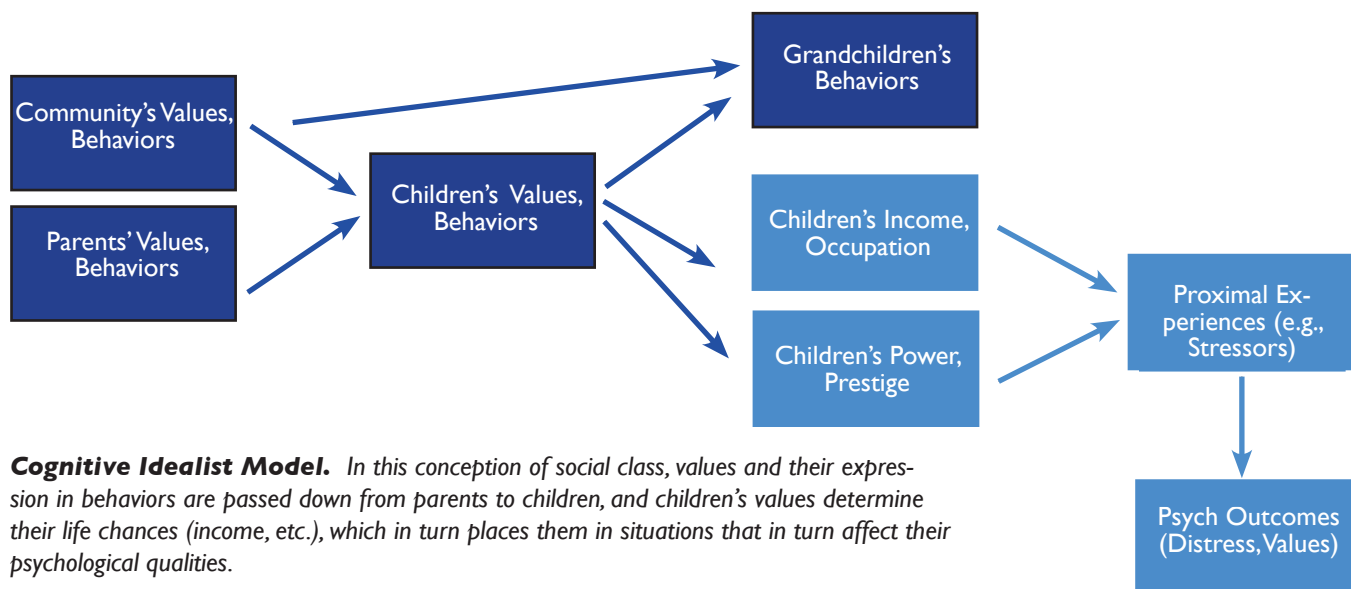 Grandchildren's
Behaviors
Community's Values,
Behaviors
Children's Values,
Behaviors
Parents' Values,
Behaviors
Children's Income,
Occupation
Proximal Ex-
periences (e.g.,
Stressors)
Children's Power,
Prestige
Cognitive Idealist Model. In this conception of social class, values and their expres-
sion in behaviors are passed down from parents to children, and children's values determine
their life chances (income, etc.), which in turn places them in situations that in turn affect their
psychological qualities.
Psych Outcomes
(Distress, Values)